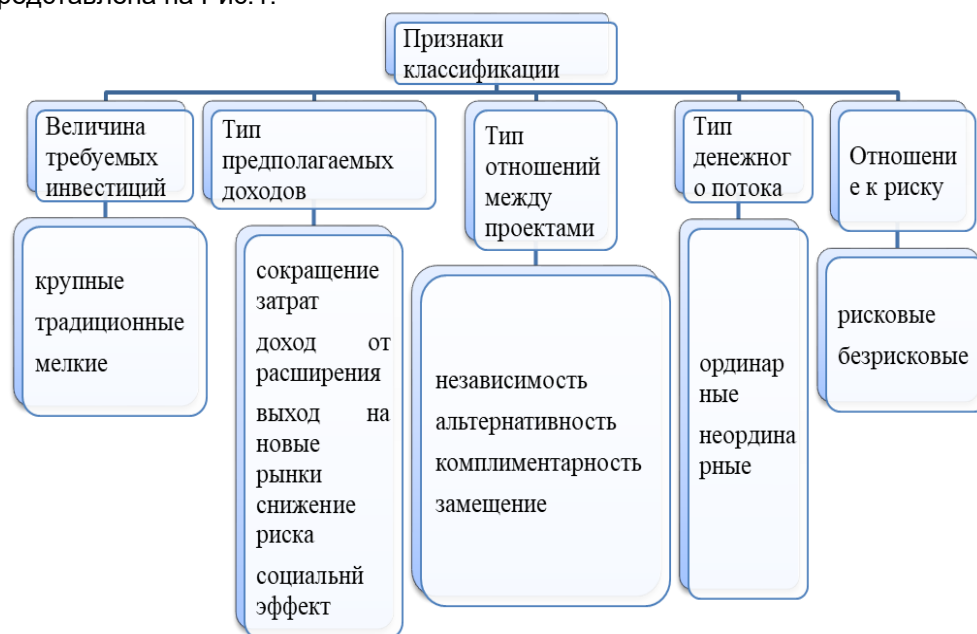 представлена на Рис.1.
Признаки
классификации
Величина
требуемых
инвестиций
Тип
предполагаемых
доходов
Тип
отношений
между
проектами
Тип
денежног
о потока
Отношени
е к риску
крупные
традиционные
мелкие
сокращение
затрат
доход от
расширения
выход на
новые
рынки
снижение
риска
социальнй
эффект
независимость
альтернативность
комплиментарность
замещение
ординар
ные
неордина
рные
рисковые
безрисковые